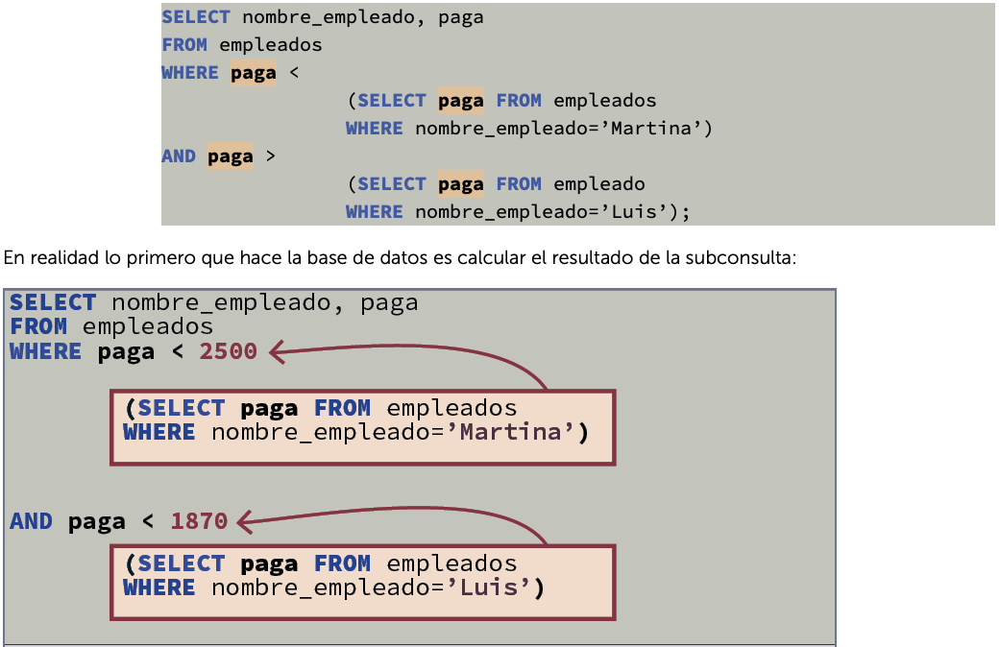 SELECT nombre_empleado, paga
FROM empleados
WHERE paga <
(SELECT paga FROM empleados
WHERE nombre_empleado=’Martina’)
AND paga >
(SELECT paga FROM empleado
WHERE nombre_empleado=’Luis’);
En realidad lo primero que hace la base de datos es calcular el resultado de la subconsulta:
SELECT nombre_empleado, paga
FROM empleados
WHERE paga < 2500
(SELECT paga FROM empleados
WHERE nombre_empleado=’Martina’)
AND paga < 1870
(SELECT paga FROM empleados
WHERE nombre_empleado=’Luis’)